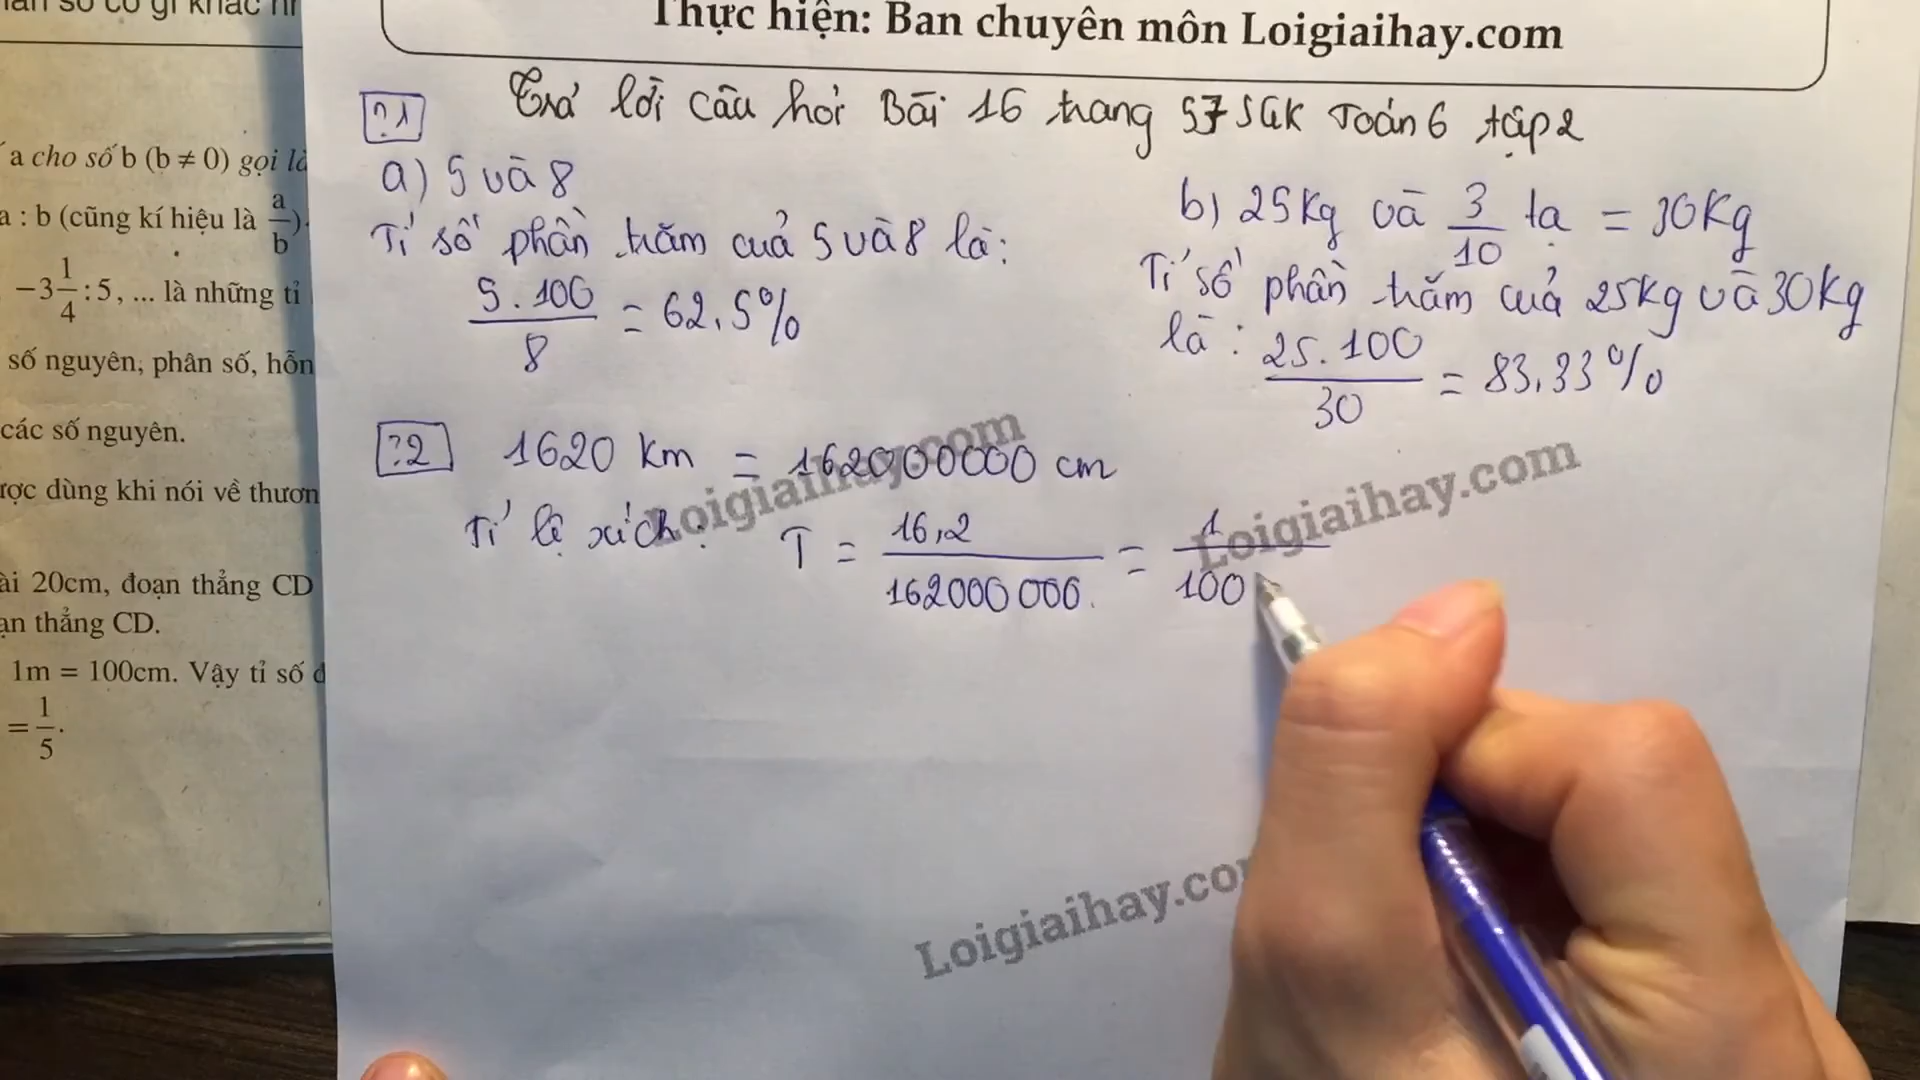 a cho số b (b ≠ 0) gọi
a : b (cũng kí hiệu là a/b).
−3 1/4 : 5, ... là những tỉ
số nguyên, phân số, hỗn
các số nguyên.
ược dùng khi nói về thươn
ài 20cm, đoạn thẳng CD
ạn thẳng CD.
1m = 100cm. Vậy tỉ số
= 1/5.
Thực hiện: Ban chuyên môn Loigiaihay.com
Trả lời câu hỏi Bài 16 trang 57 SGK Toán 6 tập 2
?1
a) 5 và 8
Tỉ số phần trăm của 5 và 8 là:
5.100/8 = 62,5%
b) 25kg và 3/10 tạ = 30kg
Tỉ số phần trăm của 25kg và 30kg
là: 25.100/30 = 83,33%
?2 1620 km = 162000000 cm
Tỉ lệ xích: T = 16,2/162000000 = 1/100
Loigiaihay.com
Loigiaihay.com
Loigiaihay.co